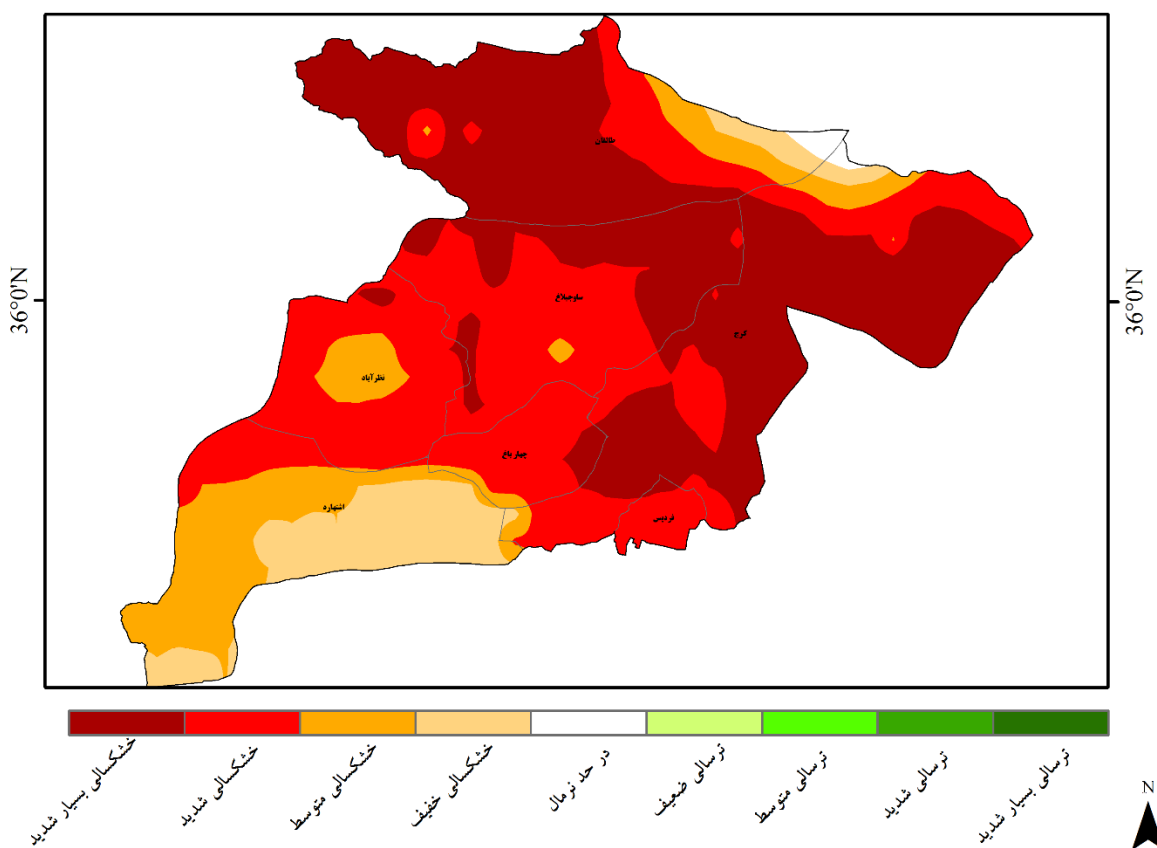 طالقان
36°0'N
36°0'N
ساوجبلاغ
کرج
نظرآباد
چهارباغ
اشتهارد
فردیس
خشکسالی بسیار شدید
خشکسالی شدید
خشکسالی متوسط
خشکسالی خفیف
در حد نرمال
ترسالی ضعیف
ترسالی متوسط
ترسالی شدید
ترسالی بسیار شدید
N